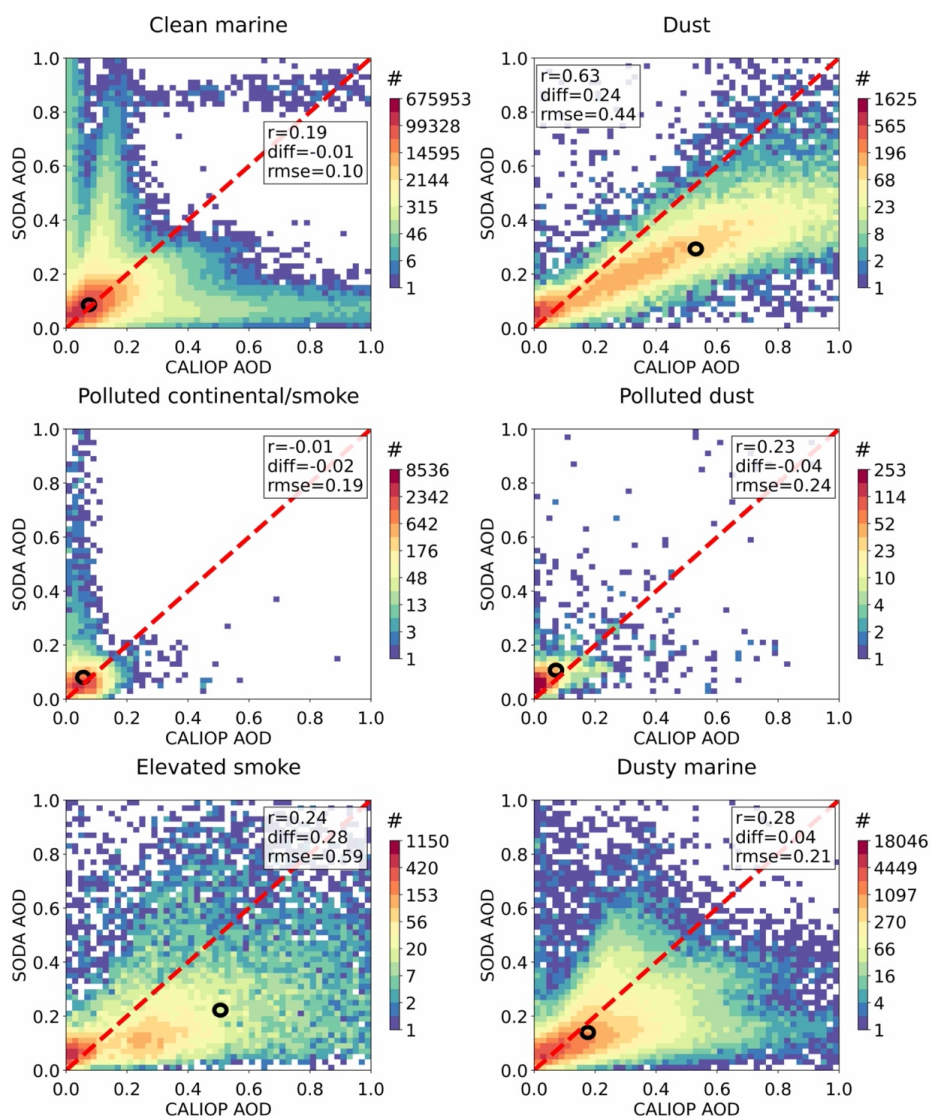 Clean marine
#
1.0
0.8
0.6
0.4
0.2
0.0
SODA AOD
r=0.19
diff=-0.01
rmse=0.10
675953
99328
14595
2144
315
46
6
1
0.0 0.2 0.4 0.6 0.8 1.0
CALIOP AOD
Dust
#
1.0
0.8
0.6
0.4
0.2
0.0
SODA AOD
r=0.63
diff=0.24
rmse=0.44
1625
565
196
68
23
8
2
1
0.0 0.2 0.4 0.6 0.8 1.0
CALIOP AOD
Polluted continental/smoke
#
1.0
0.8
0.6
0.4
0.2
0.0
SODA AOD
r=-0.01
diff=-0.02
rmse=0.19
8536
2342
642
176
48
13
3
1
0.0 0.2 0.4 0.6 0.8 1.0
CALIOP AOD
Polluted dust
#
1.0
0.8
0.6
0.4
0.2
0.0
SODA AOD
r=0.23
diff=-0.04
rmse=0.24
253
114
52
23
10
4
2
1
0.0 0.2 0.4 0.6 0.8 1.0
CALIOP AOD
Elevated smoke
#
1.0
0.8
0.6
0.4
0.2
0.0
SODA AOD
r=0.24
diff=0.28
rmse=0.59
1150
420
153
56
20
7
2
1
0.0 0.2 0.4 0.6 0.8 1.0
CALIOP AOD
Dusty marine
#
1.0
0.8
0.6
0.4
0.2
0.0
SODA AOD
r=0.28
diff=0.04
rmse=0.21
18046
4449
1097
270
66
16
4
1
0.0 0.2 0.4 0.6 0.8 1.0
CALIOP AOD